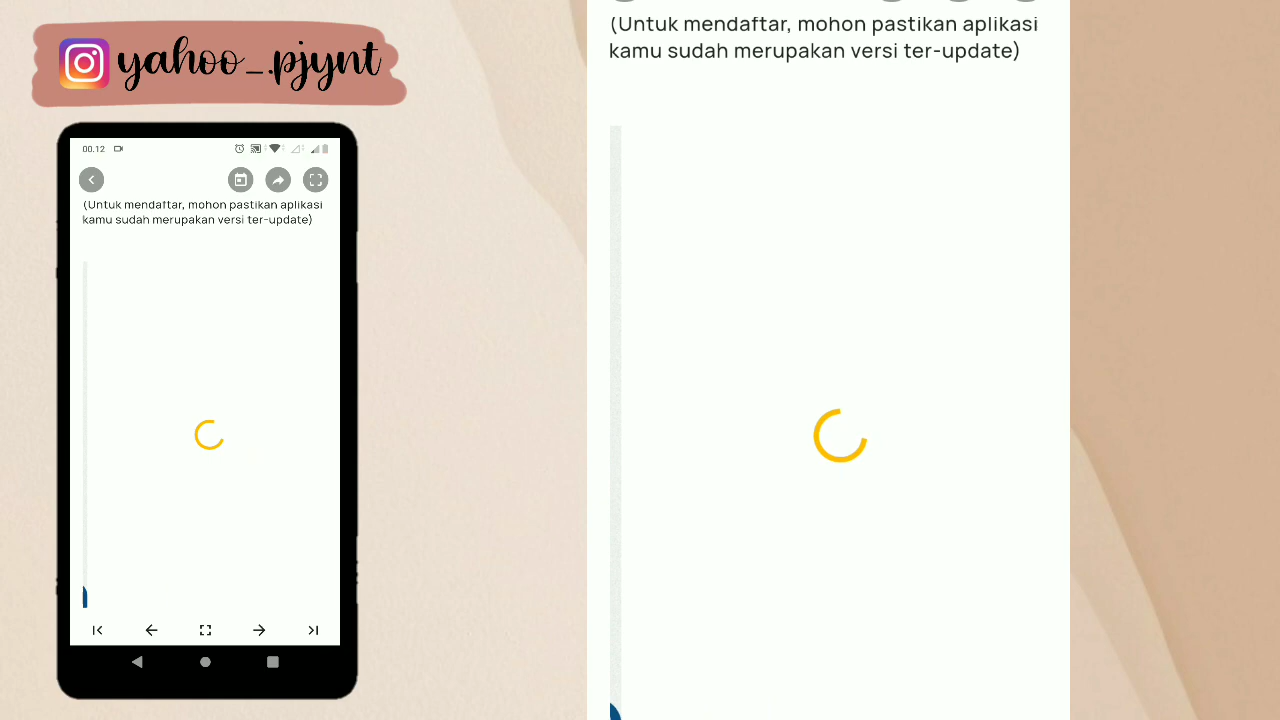 yahoo_.pjynt
00.12
(Untuk mendaftar, mohon pastikan aplikasi
kamu sudah merupakan versi ter-update)
(Untuk mendaftar, mohon pastikan aplikasi
kamu sudah merupakan versi ter-update)